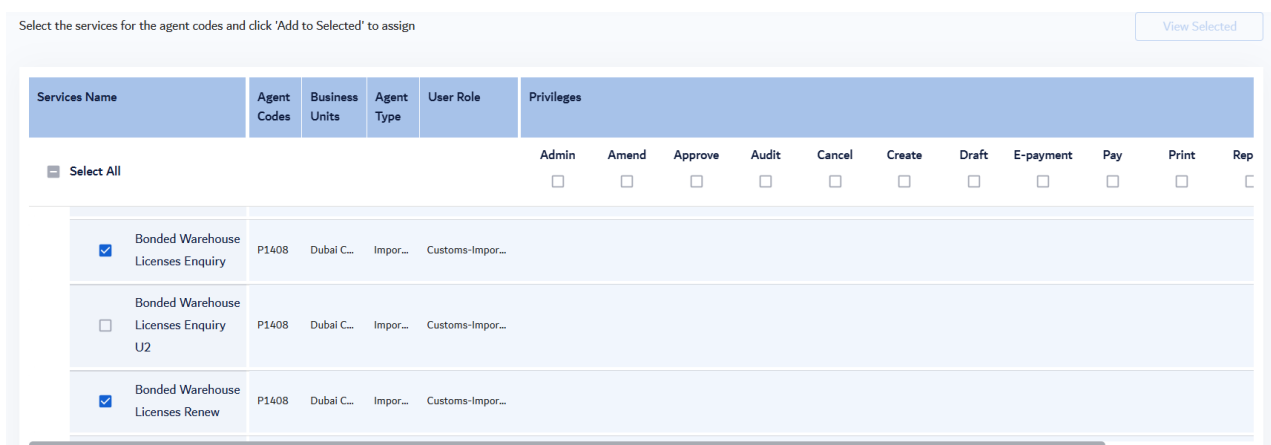 Select the services for the agent codes and click 'Add to Selected' to assign
View Selected
Services Name
Agent Codes
Business Units
Agent Type
User Role
Privileges
Select All
Admin
Amend
Approve
Audit
Cancel
Create
Draft
E-payment
Pay
Print
Rep
Bonded Warehouse
Licenses Enquiry
P1408
Dubai C...
Impor...
Customs-Impor...
Bonded Warehouse
Licenses Enquiry
U2
P1408
Dubai C...
Impor...
Customs-Impor...
Bonded Warehouse
Licenses Renew
P1408
Dubai C...
Impor...
Customs-Impor...